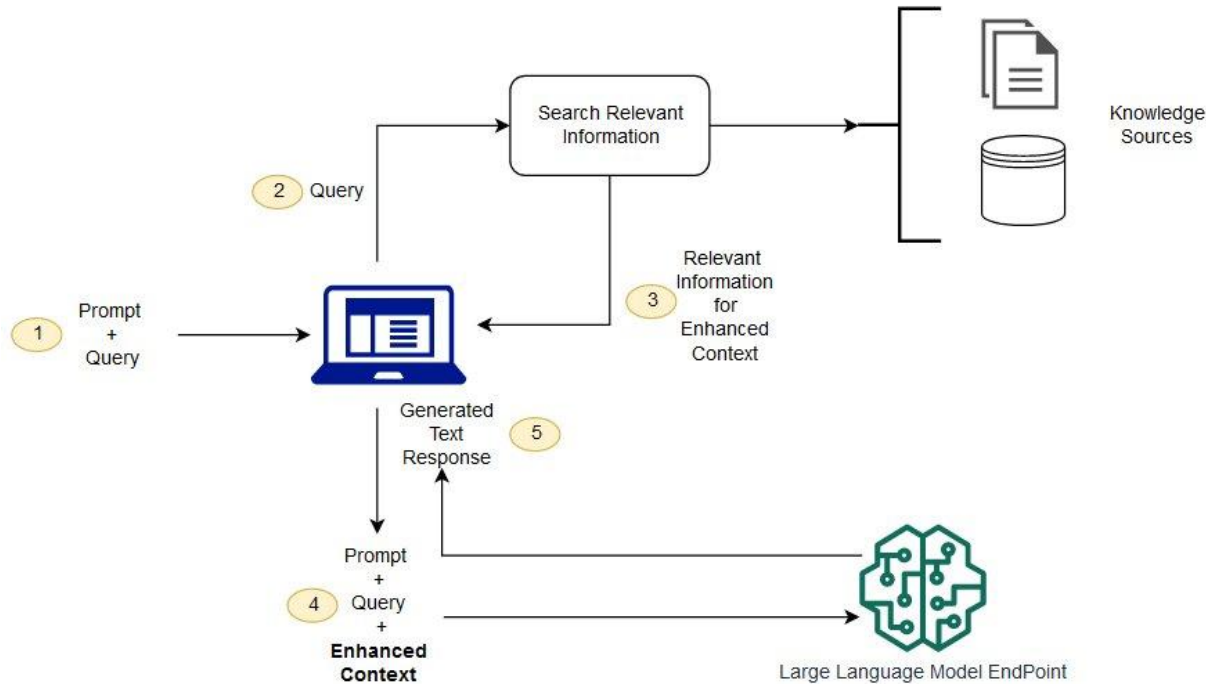 Search Relevant
Information
Knowledge
Sources
2
Query
1
Prompt
+
Query
3
Relevant
Information
for
Enhanced
Context
Generated
Text
Response
5
4
Prompt
+
Query
+
Enhanced
Context
Large Language Model EndPoint